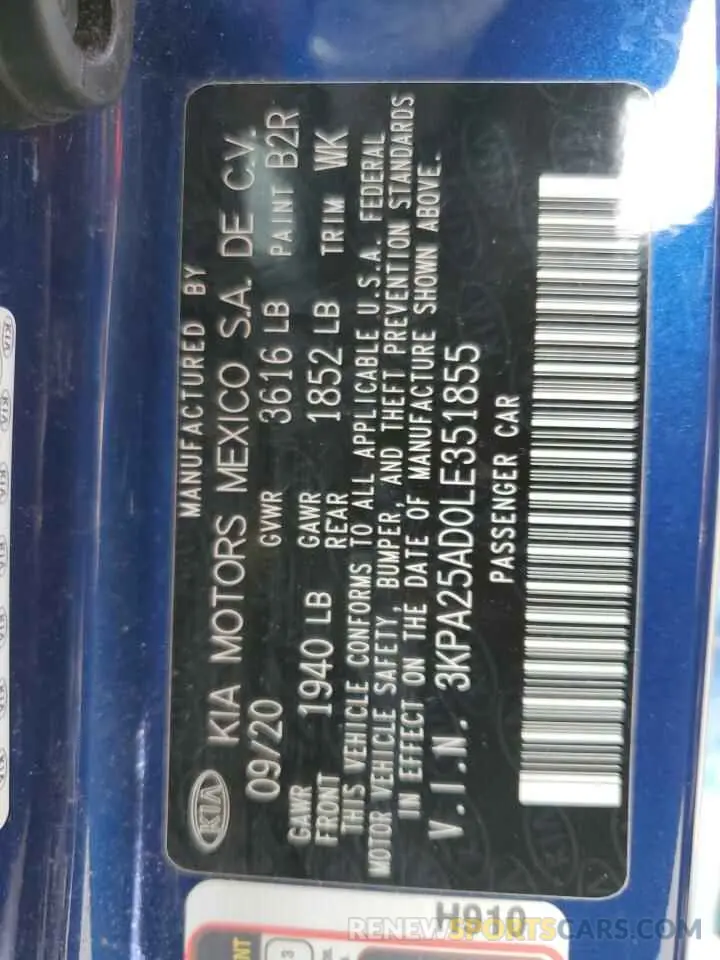 MANUFACTURED BY
KIA MOTORS MEXICO S.A. DE C.V.
09/20 GVWR 3616 LB PAINT B2R
GAWR FRONT 1940 LB GAWR REAR 1852 LB TRIM WK
THIS VEHICLE CONFORMS TO ALL APPLICABLE U.S.A. FEDERAL
MOTOR VEHICLE SAFETY, BUMPER, AND THEFT PREVENTION STANDARDS
IN EFFECT ON THE DATE OF MANUFACTURE SHOWN ABOVE.
V.I.N. 3KPA25AD0LE351855
PASSENGER CAR
KIA
H910
RENEWSPORTSCARS.COM